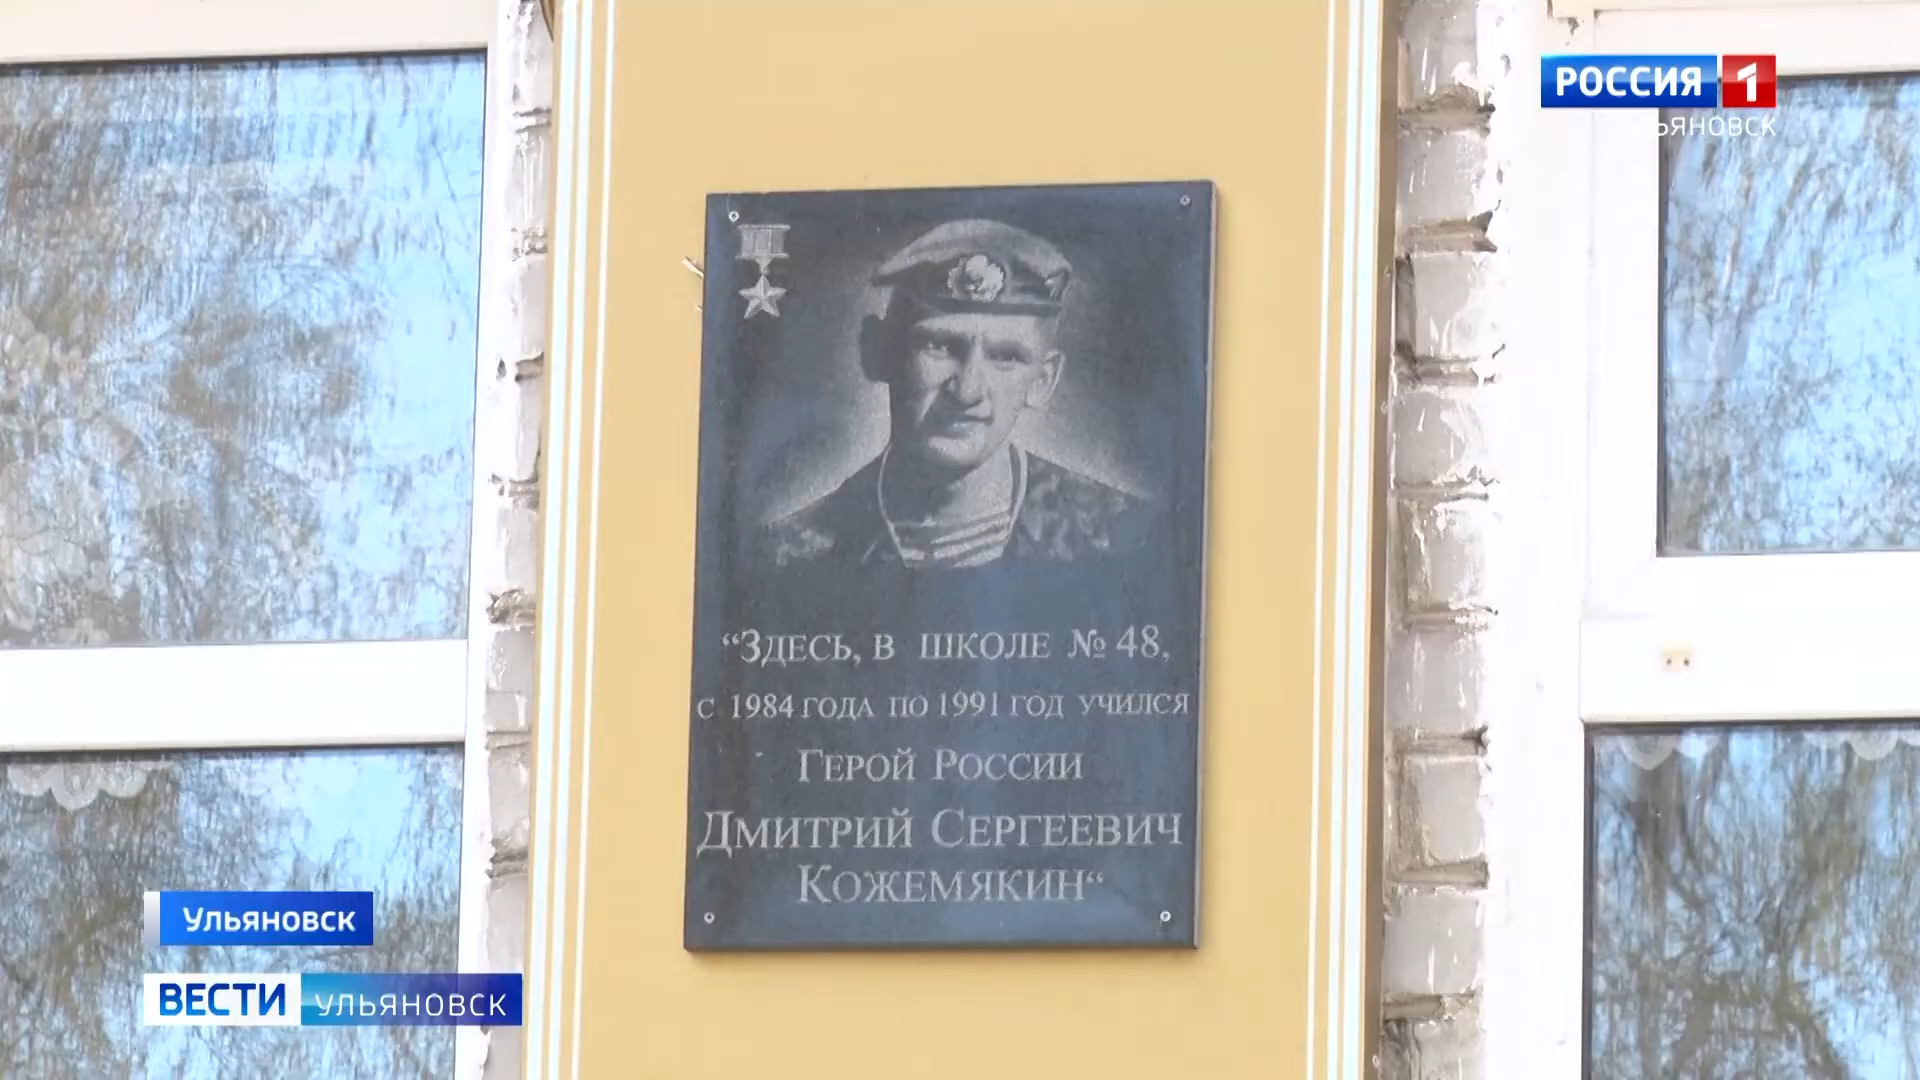 РОССИЯ 1
“Здесь, в школе № 48,
с 1984 года по 1991 год учился
Герой России
Дмитрий Сергеевич
Кожемякин“
Ульяновск
ВЕСТИ УЛЬЯНОВСК